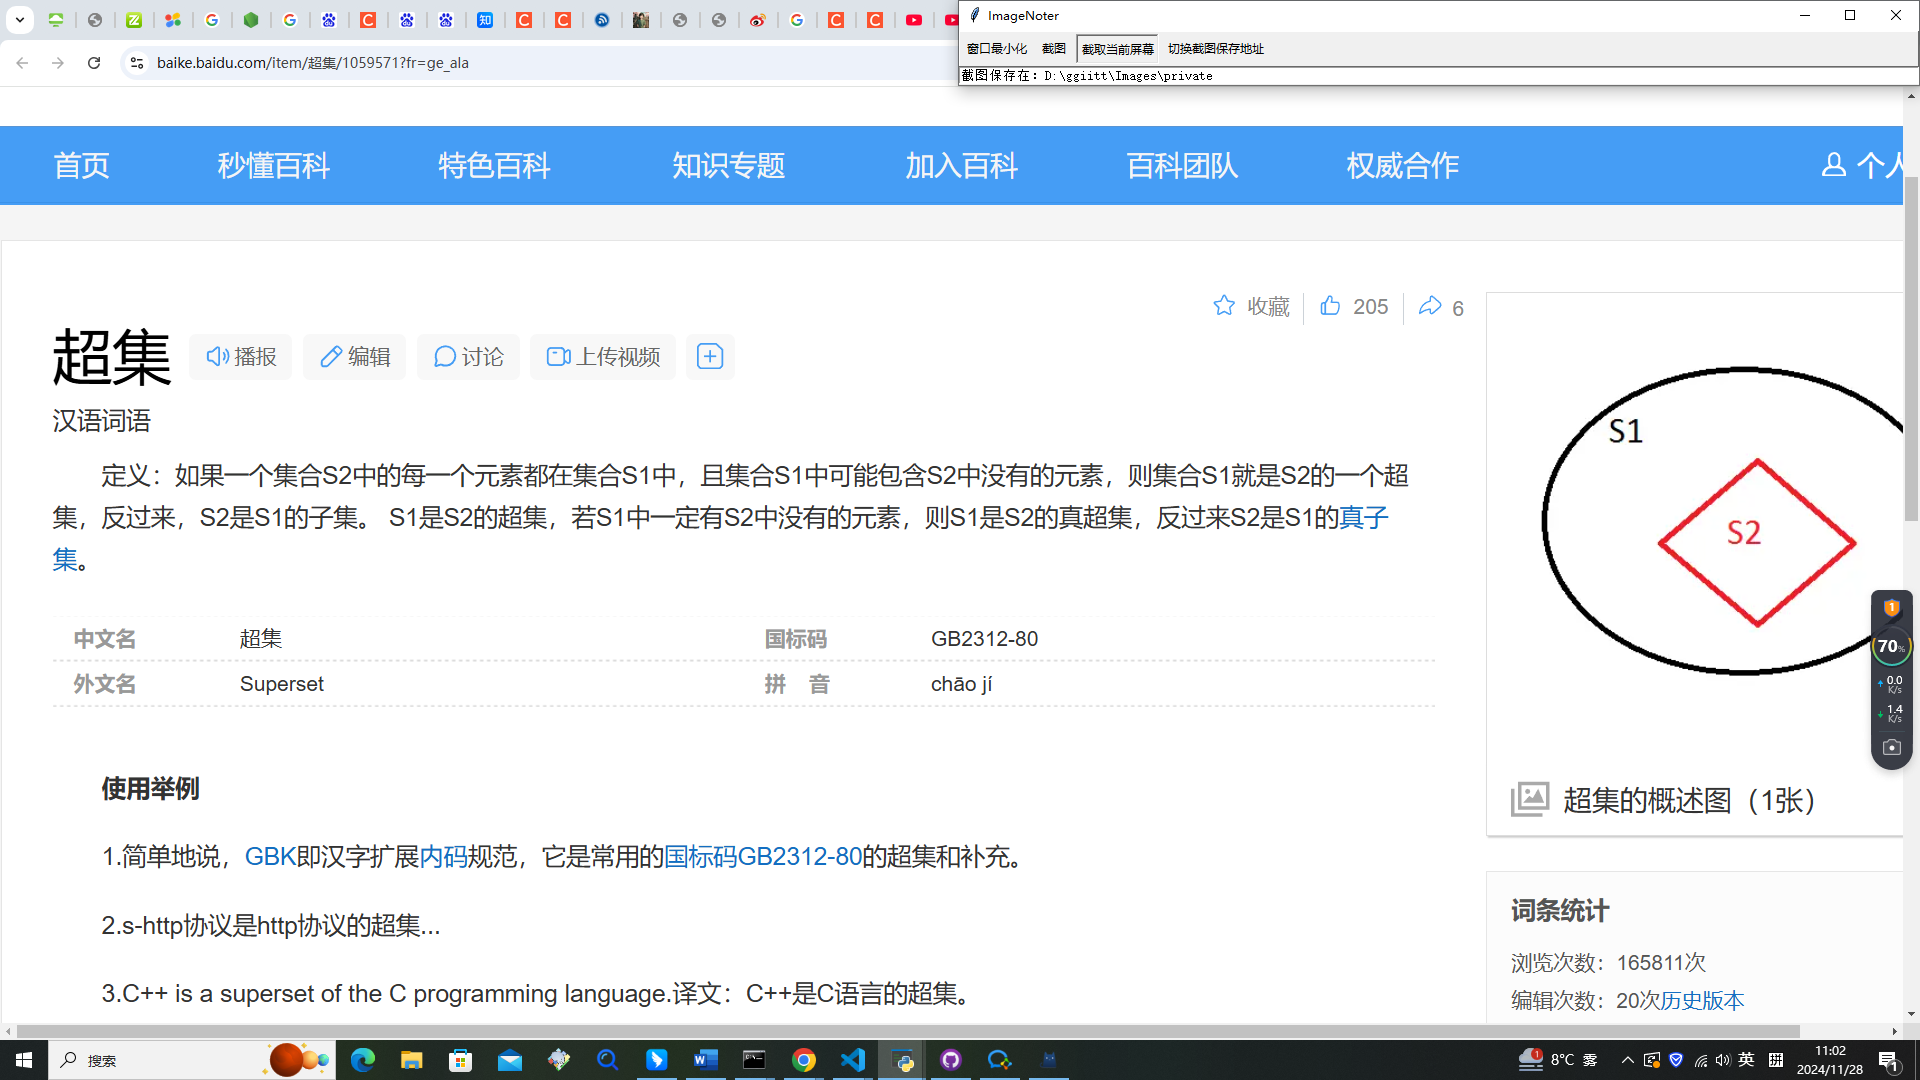 ImageNoter
窗口最小化 截图 截取当前屏幕 切换截图保存地址
截图保存在：D:\ggiitt\Images\private
baike.baidu.com/item/超集/1059571?fr=ge_ala
首页 秒懂百科 特色百科 知识专题 加入百科 百科团队 权威合作 个人
收藏 205 6
超集 播报 编辑 讨论 上传视频
汉语词语
定义：如果一个集合S2中的每一个元素都在集合S1中，且集合S1中可能包含S2中没有的元素，则集合S1就是S2的一个超
集，反过来，S2是S1的子集。 S1是S2的超集，若S1中一定有S2中没有的元素，则S1是S2的真超集，反过来S2是S1的真子
集。
中文名 超集 国标码 GB2312-80
外文名 Superset 拼 音 chāo jí
使用举例
1.简单地说，GBK即汉字扩展内码规范，它是常用的国标码GB2312-80的超集和补充。
2.s-http协议是http协议的超集...
3.C++ is a superset of the C programming language.译文：C++是C语言的超集。
S1
S2
超集的概述图（1张）
词条统计
浏览次数：165811次
编辑次数：20次历史版本
1
70%
0.0
K/s
1.4
K/s
搜索
1 8°C 雾 英 拼
11:02
2024/11/28
1